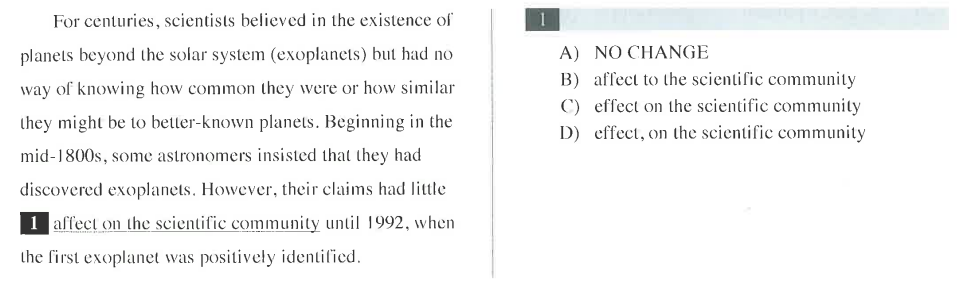 For centuries, scientists believed in the existence of
planets beyond the solar system (exoplanets) but had no
way of knowing how common they were or how similar
they might be to better-known planets. Beginning in the
mid-1800s, some astronomers insisted that they had
discovered exoplanets. However, their claims had little
1 affect on the scientific community until 1992, when
the first exoplanet was positively identified.
1
A) NO CHANGE
B) affect to the scientific community
C) effect on the scientific community
D) effect, on the scientific community